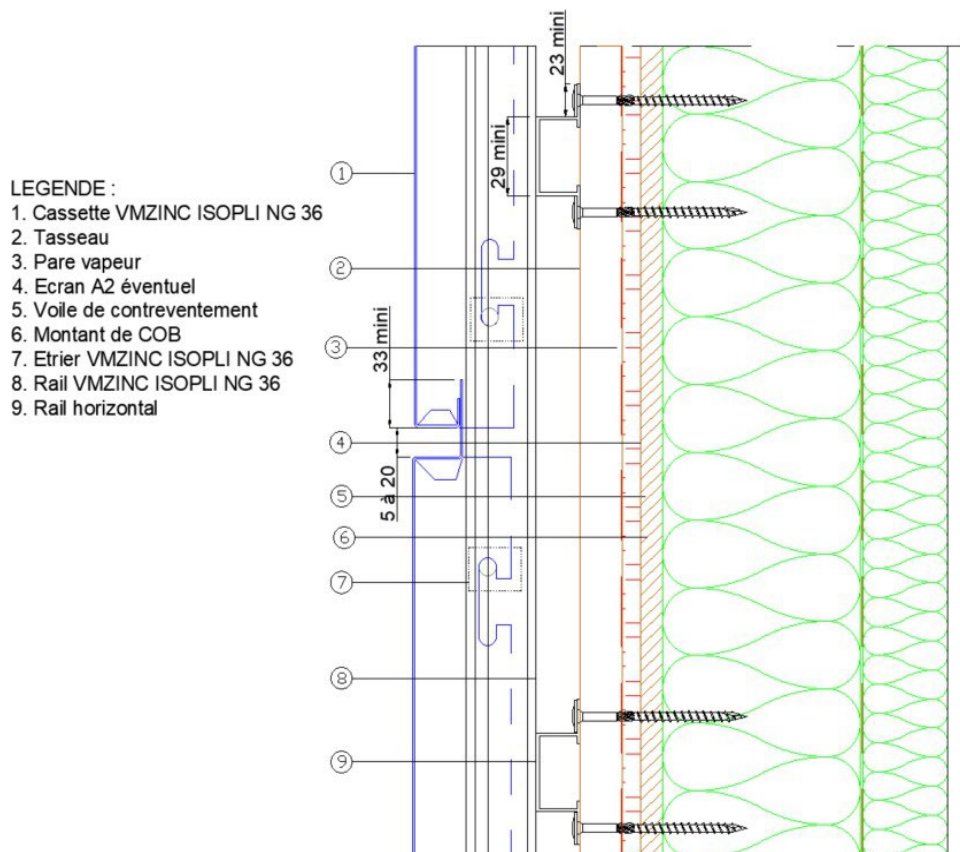 LEGENDE :
1. Cassette VMZINC ISOPLI NG 36
2. Tasseau
3. Pare vapeur
4. Ecran A2 éventuel
5. Voile de contreventement
6. Montant de COB
7. Etrier VMZINC ISOPLI NG 36
8. Rail VMZINC ISOPLI NG 36
9. Rail horizontal
23 mini
29 mini
33 mini
5 à 20
1
2
3
4
5
6
7
8
9